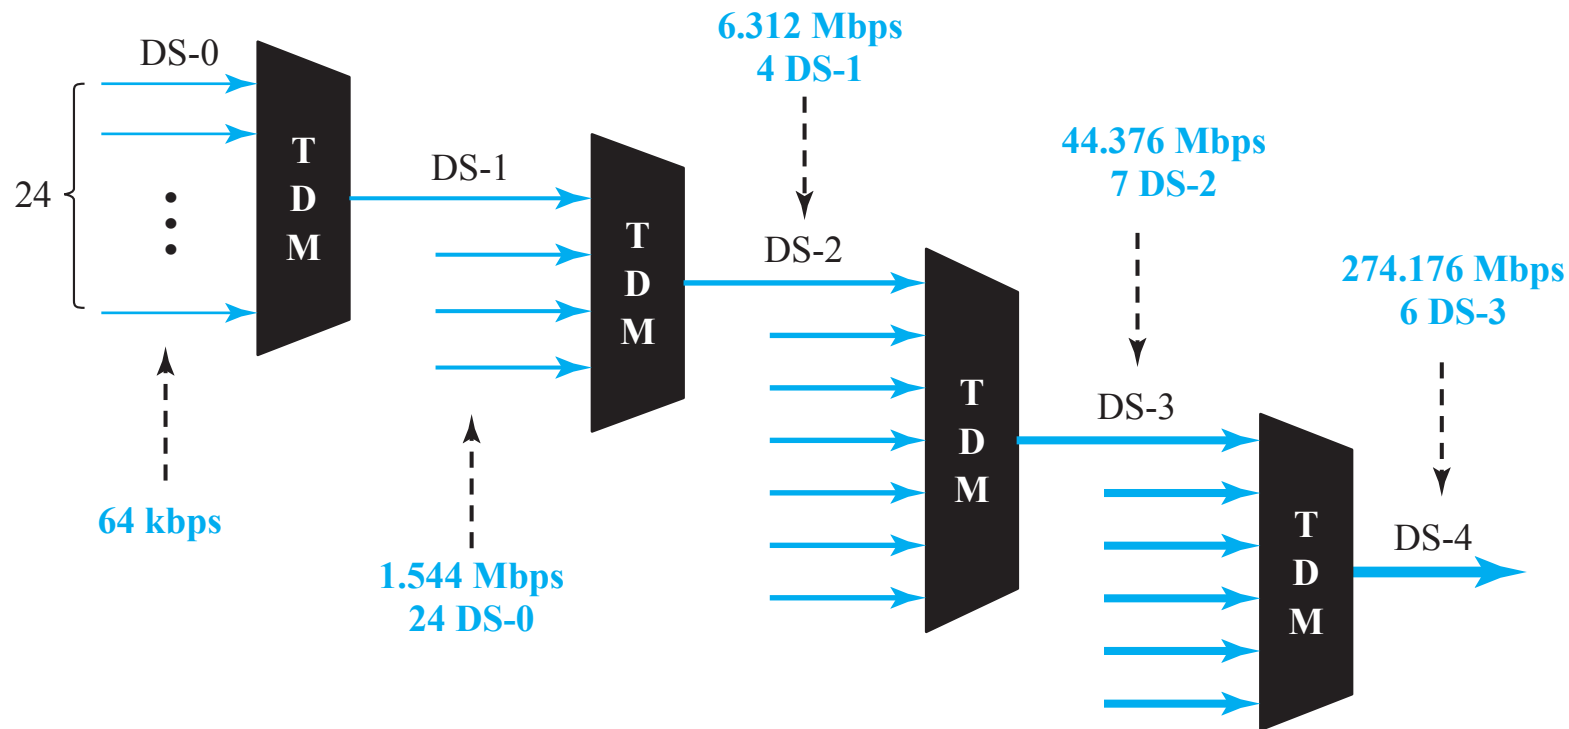 DS-0
24
T
D
M
64 kbps
DS-1
1.544 Mbps
24 DS-0
T
D
M
6.312 Mbps
4 DS-1
DS-2
T
D
M
44.376 Mbps
7 DS-2
DS-3
T
D
M
274.176 Mbps
6 DS-3
DS-4